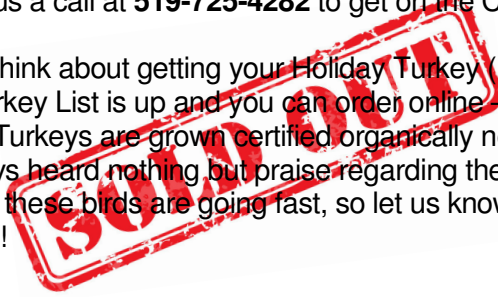 ds a call at 519-725-4282 to get on the C
hink about getting your Holiday Turkey (
rkey List is up and you can order online -
Turkeys are grown certified organically n
ys heard nothing but praise regarding the
these birds are going fast, so let us know
!
SOLD OUT